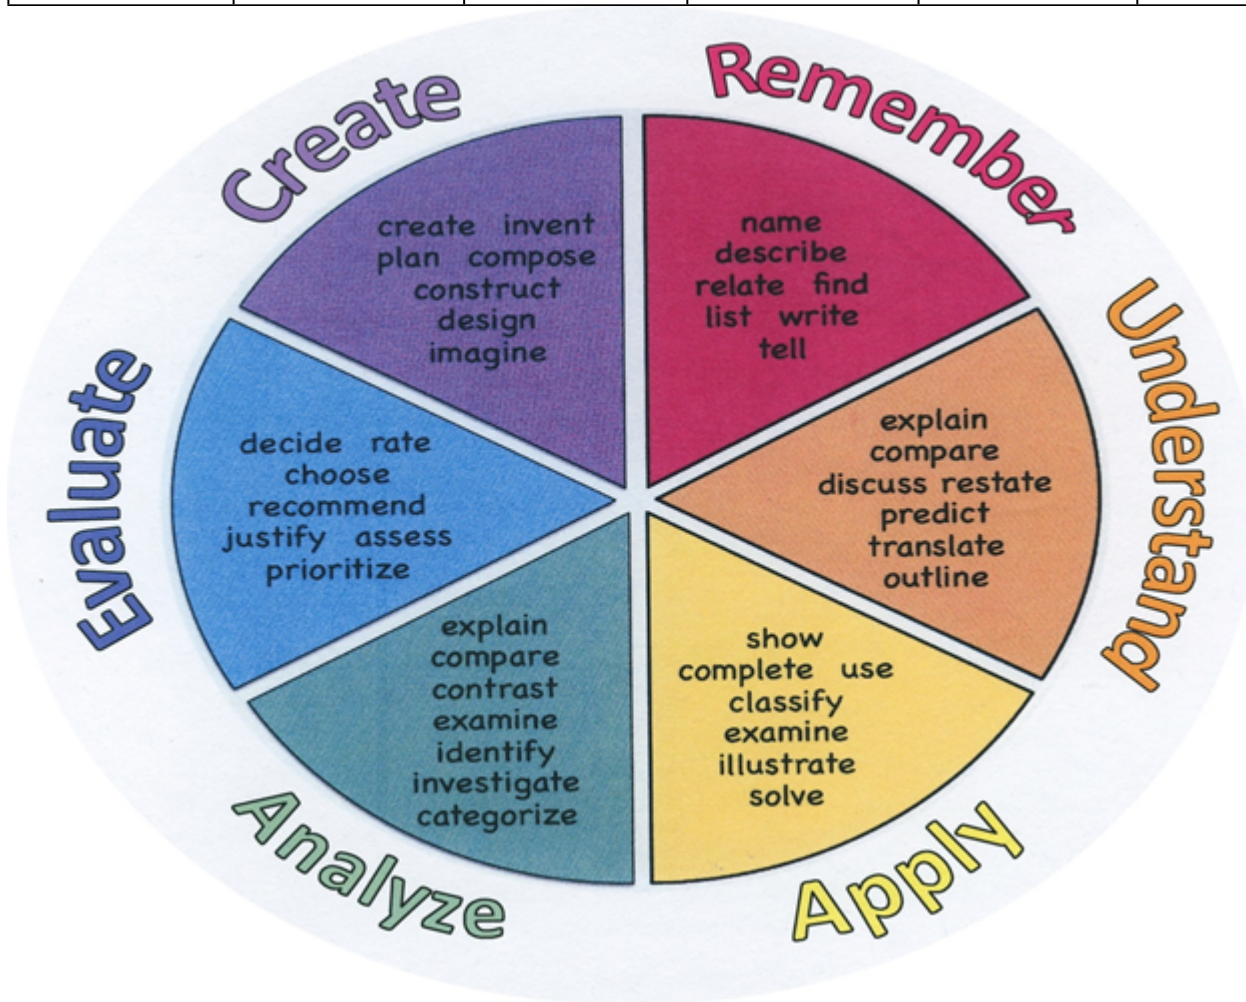 Create
create invent
plan compose
construct
design
imagine
Remember
name
describe
relate find
list write
tell
Understand
explain
compare
discuss restate
predict
translate
outline
Apply
show
complete use
classify
examine
illustrate
solve
Analyze
explain
compare
contrast
examine
identify
investigate
categorize
Evaluate
decide rate
choose
recommend
justify assess
prioritize